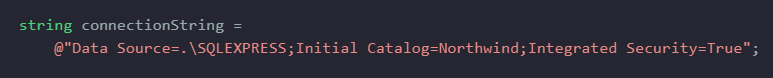 string connectionString =
@"Data Source=.\SQLEXPRESS;Initial Catalog=Northwind;Integrated Security=True";